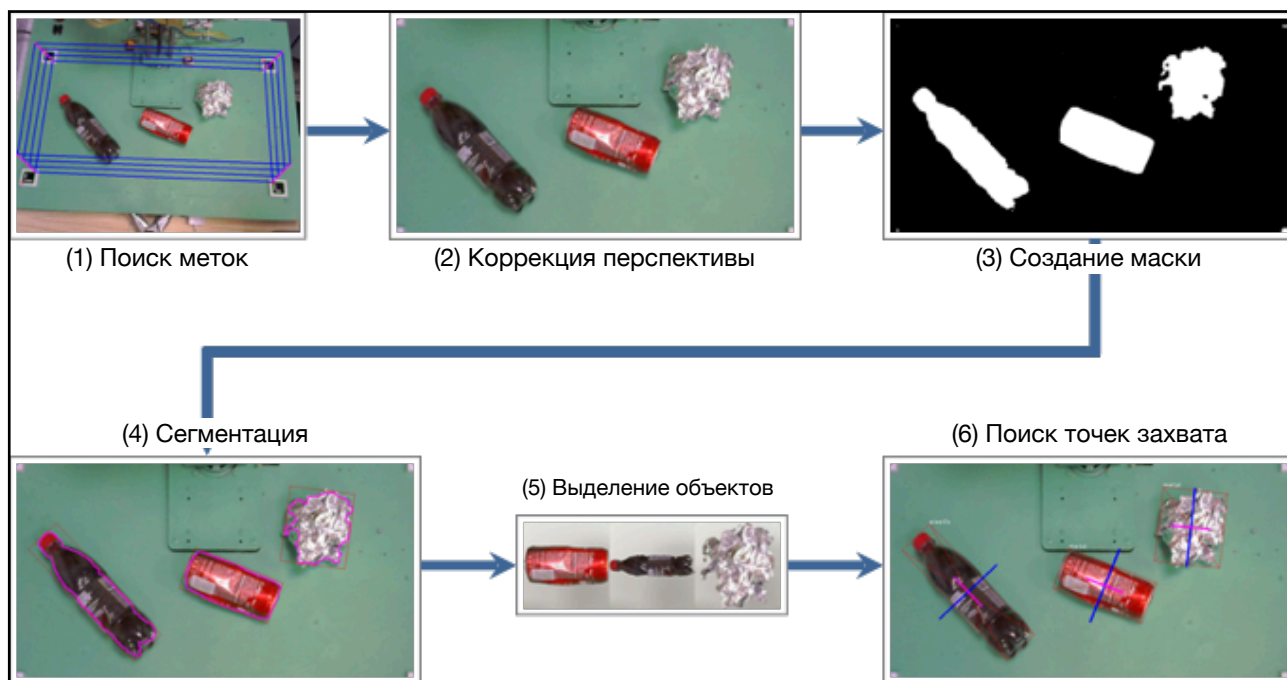 (1) Поиск меток
(2) Коррекция перспективы
(3) Создание маски
(4) Сегментация
(5) Выделение объектов
(6) Поиск точек захвата